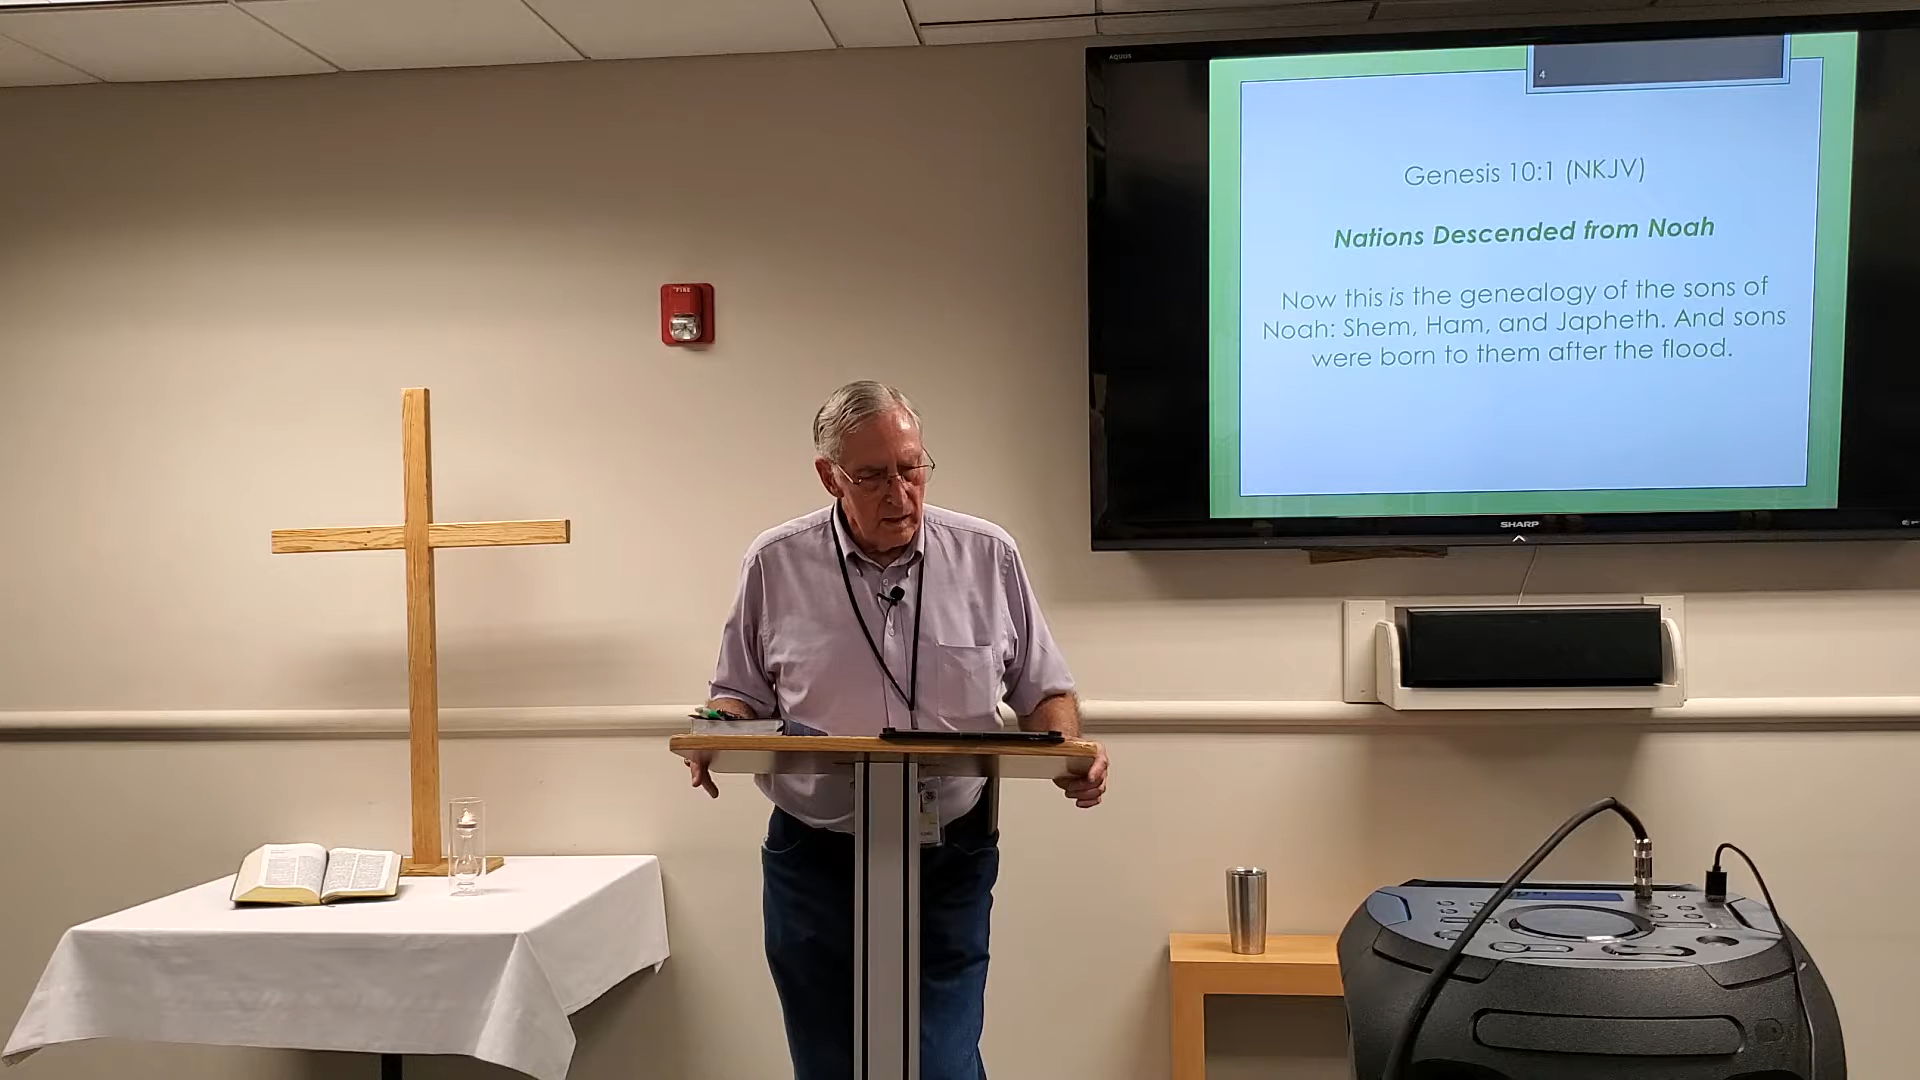 AQUOS
4
Genesis 10:1 (NKJV)
Nations Descended from Noah
Now this is the genealogy of the sons of
Noah: Shem, Ham, and Japheth. And sons
were born to them after the flood.
SHARP
FIRE